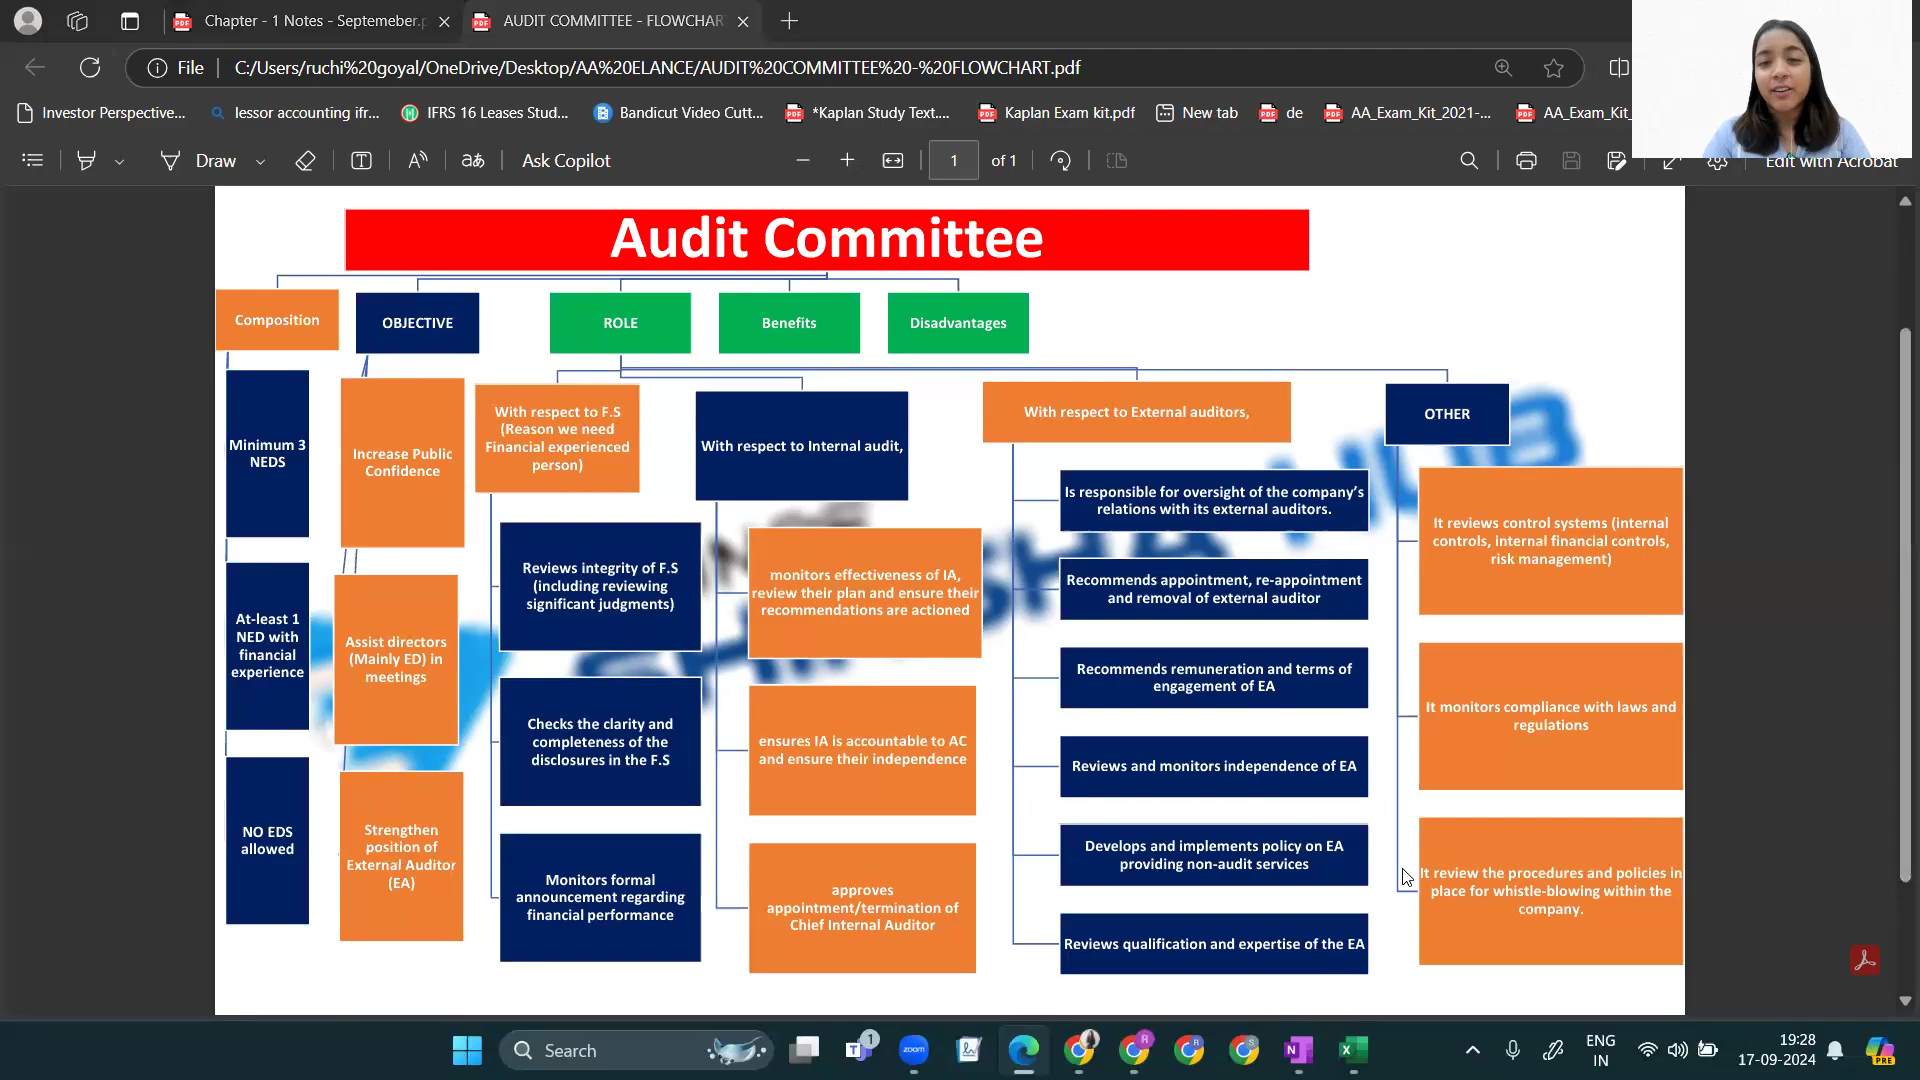 Chapter - 1 Notes - Septemeber.p
AUDIT COMMITTEE - FLOWCHAR
File
C:/Users/ruchi%20goyal/OneDrive/Desktop/AA%20ELANCE/AUDIT%20COMMITTEE%20-%20FLOWCHART.pdf
Investor Perspective...
lessor accounting ifr...
IFRS 16 Leases Stud...
Bandicut Video Cutt...
*Kaplan Study Text....
Kaplan Exam kit.pdf
New tab
de
AA_Exam_Kit_2021-...
AA_Exam_Kit_
Draw
Ask Copilot
1
of 1
Edit with Acrobat
Audit Committee
Composition
OBJECTIVE
ROLE
Benefits
Disadvantages
Minimum 3
NEDS
At-least 1
NED with
financial
experience
NO EDS
allowed
Increase Public
Confidence
Assist directors
(Mainly ED) in
meetings
Strengthen
position of
External Auditor
(EA)
With respect to F.S
(Reason we need
Financial experienced
person)
Reviews integrity of F.S
(including reviewing
significant judgments)
Checks the clarity and
completeness of the
disclosures in the F.S
Monitors formal
announcement regarding
financial performance
With respect to Internal audit,
monitors effectiveness of IA,
review their plan and ensure their
recommendations are actioned
ensures IA is accountable to AC
and ensure their independence
approves
appointment/termination of
Chief Internal Auditor
With respect to External auditors,
Is responsible for oversight of the company's
relations with its external auditors.
Recommends appointment, re-appointment
and removal of external auditor
Recommends remuneration and terms of
engagement of EA
Reviews and monitors independence of EA
Develops and implements policy on EA
providing non-audit services
Reviews qualification and expertise of the EA
OTHER
It reviews control systems (internal
controls, internal financial controls,
risk management)
It monitors compliance with laws and
regulations
It review the procedures and policies in
place for whistle-blowing within the
company.
Search
1
zoom
ENG
IN
19:28
17-09-2024
PRE